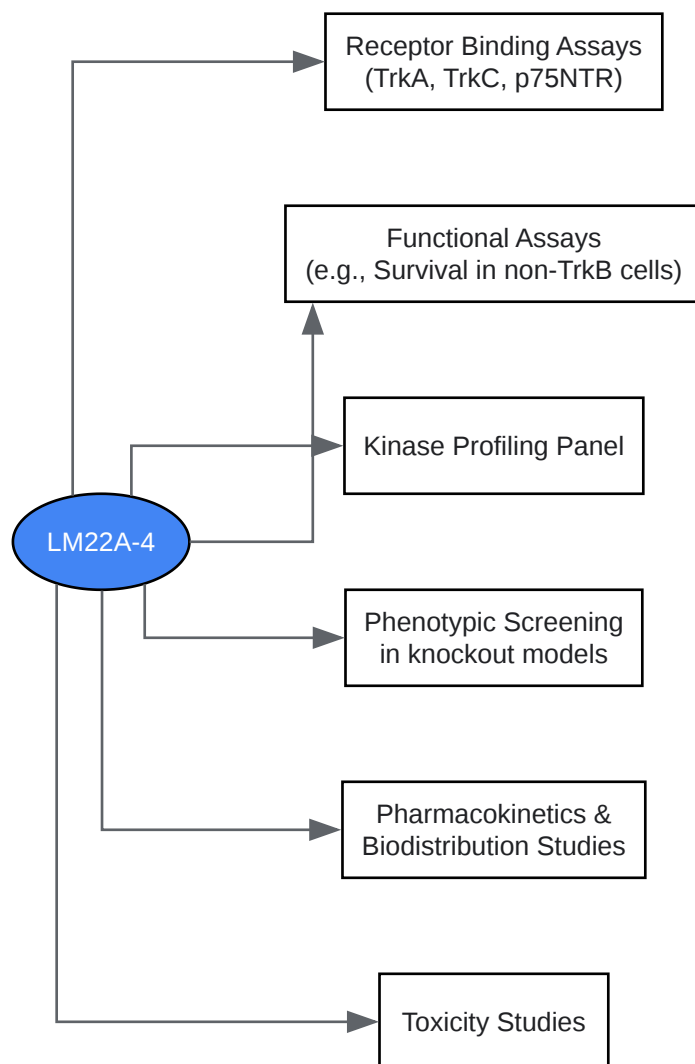 Receptor Binding Assays
(TrkA, TrkC, p75NTR)
Functional Assays
(e.g., Survival in non-TrkB cells)
Kinase Profiling Panel
LM22A-4
Phenotypic Screening
in knockout models
Pharmacokinetics &
Biodistribution Studies
Toxicity Studies